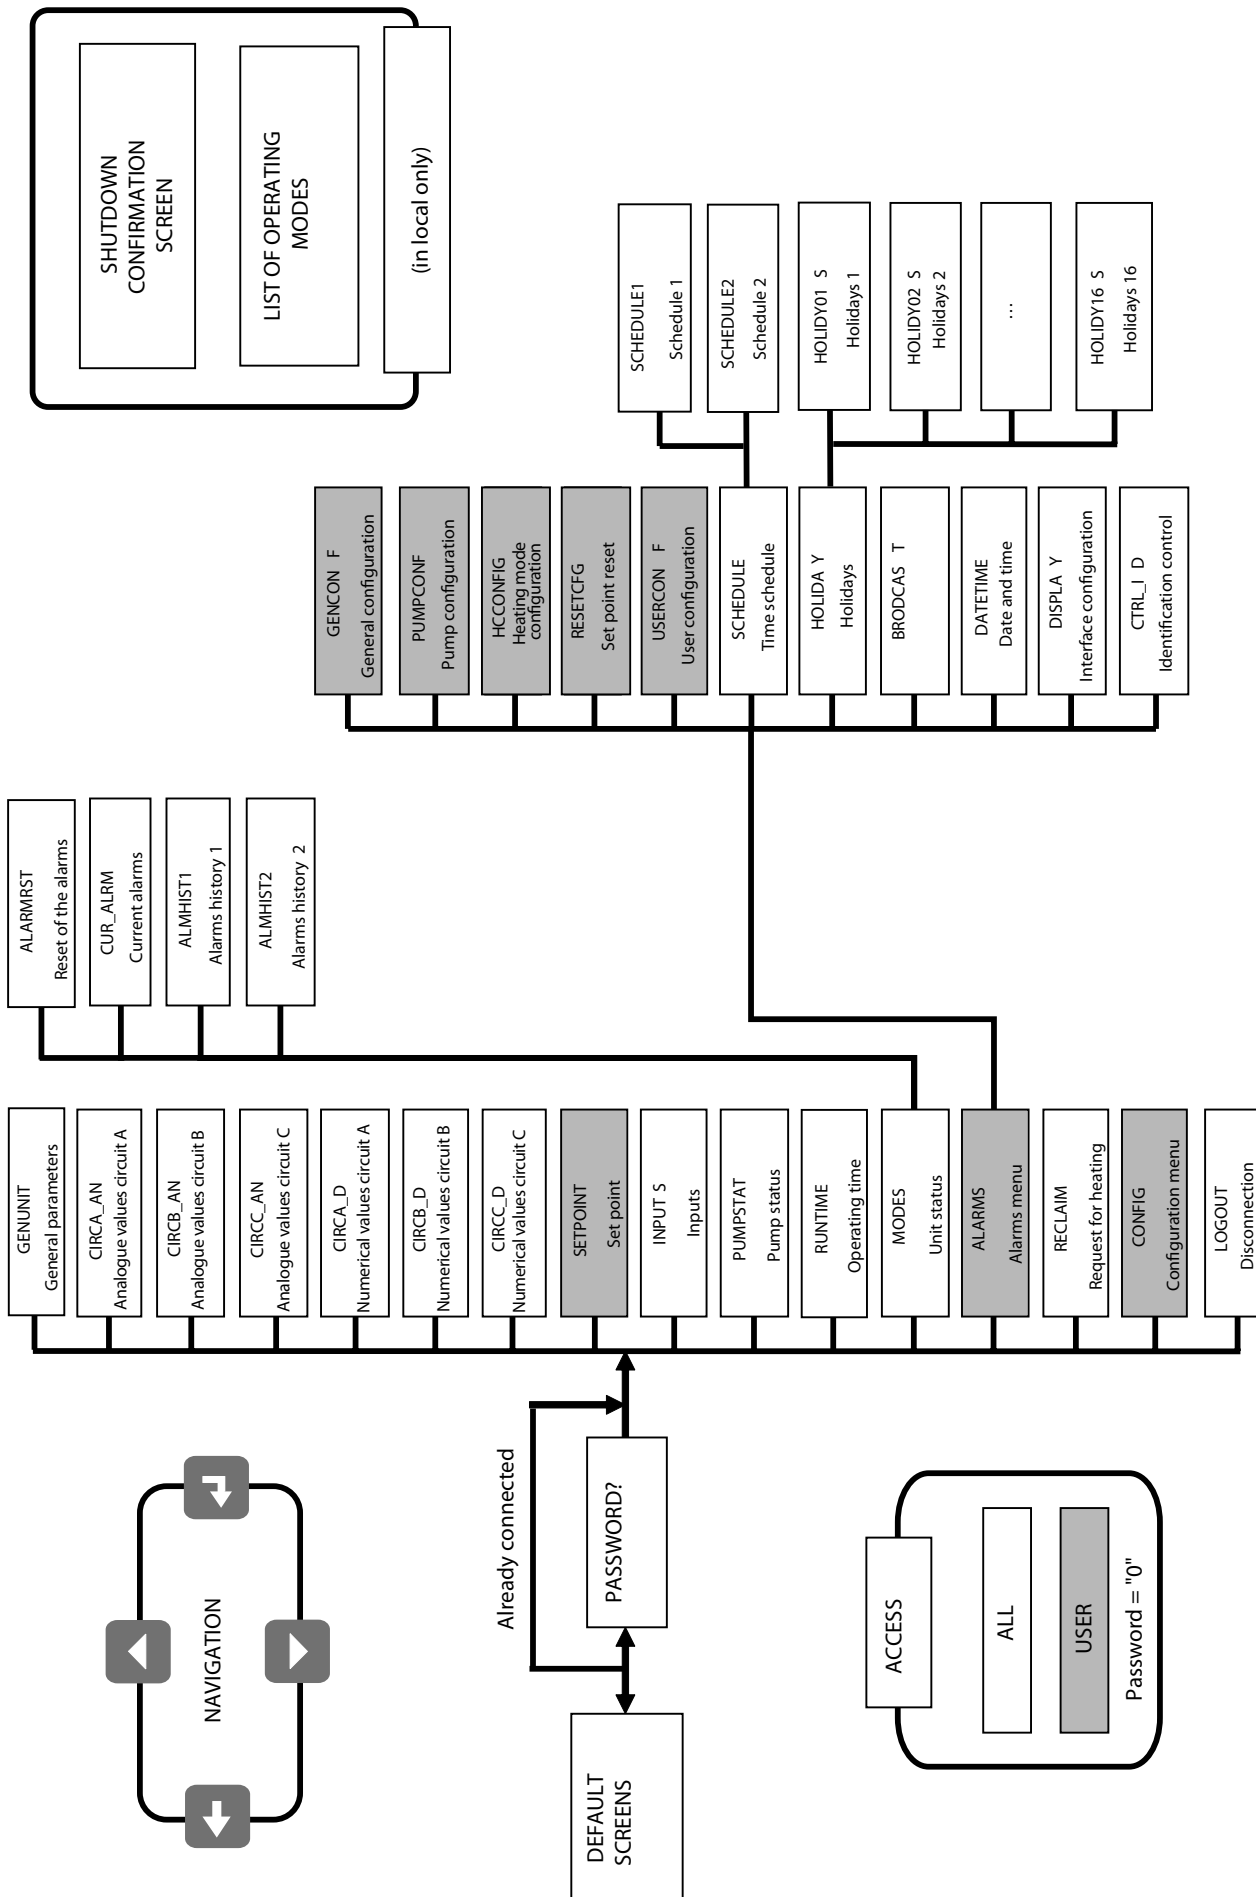 DEFAULT
SCREENS
NAVIGATION
Already connected
PASSWORD?
ACCESS
ALL
USER
Password = "0"
GENUNIT
General parameters
CIRCA_AN
Analogue values circuit A
CIRCB_AN
Analogue values circuit B
CIRCC_AN
Analogue values circuit C
CIRCA_D
Numerical values circuit A
CIRCB_D
Numerical values circuit B
CIRCC_D
Numerical values circuit C
SETPOINT
Set point
INPUT S
Inputs
PUMPSTAT
Pump status
RUNTIME
Operating time
MODES
Unit status
ALARMS
Alarms menu
RECLAIM
Request for heating
CONFIG
Configuration menu
LOGOUT
Disconnection
ALARMRST
Reset of the alarms
CUR_ALRM
Current alarms
ALMHIST1
Alarms history 1
ALMHIST2
Alarms history 2
GENCON F
General configuration
PUMPCONF
Pump configuration
HCCONFIG
Heating mode
configuration
RESETCFG
Set point reset
USERCON F
User configuration
SCHEDULE
Time schedule
HOLIDA Y
Holidays
BRODCAS T
DATETIME
Date and time
DISPLA Y
Interface configuration
CTRL_I D
Identification control
SCHEDULE1
Schedule 1
SCHEDULE2
Schedule 2
HOLIDY01 S
Holidays 1
HOLIDY02 S
Holidays 2
...
HOLIDY16 S
Holidays 16
SHUTDOWN
CONFIRMATION
SCREEN
LIST OF OPERATING
MODES
(in local only)